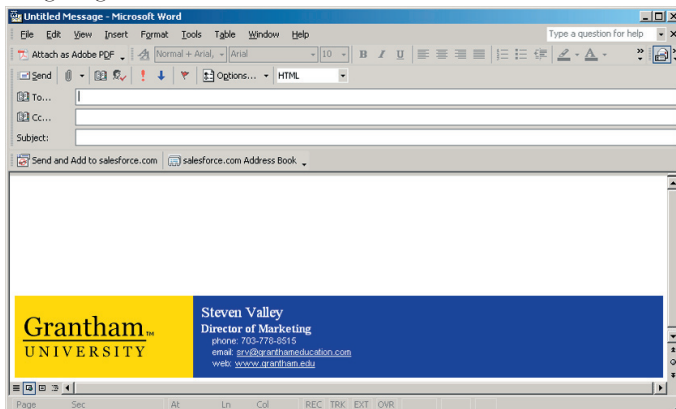 Untitled Message - Microsoft Word
File Edit View Insert Format Tools Table Window Help Type a question for help
Attach as Adobe PDF Normal + Arial, Arial 10 B I U A
Send Options... HTML
To...
Cc...
Subject:
Send and Add to salesforce.com salesforce.com Address Book
Grantham™
UNIVERSITY
Steven Valley
Director of Marketing
phone: 703-778-8515
email: srv@granthameducation.com
web: www.grantham.edu
Page Sec At Ln Col REC TRK EXT OVR